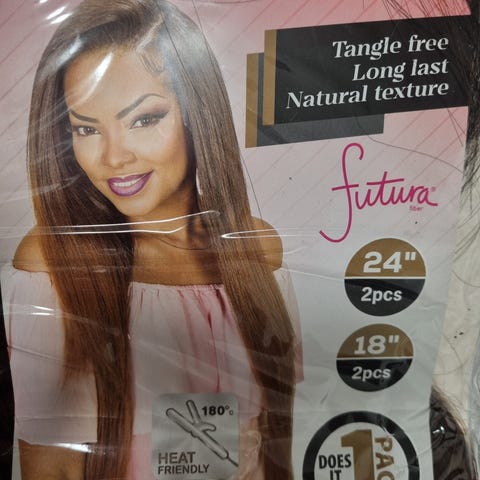 Tangle free
Long last
Natural texture
futura®
fiber
24"
2pcs
18"
2pcs
180°c
HEAT
FRIENDLY
DOES
IT
1
PAC